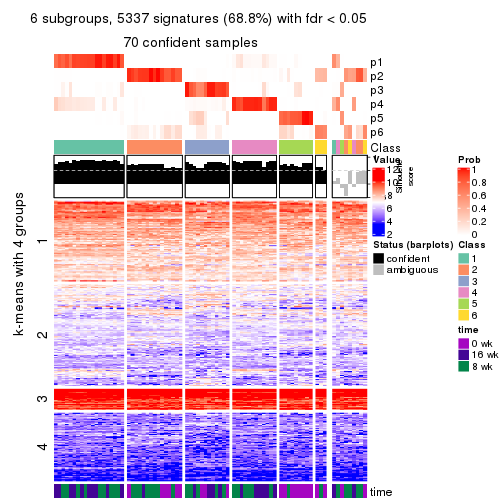 6 subgroups, 5337 signatures (68.8%) with fdr < 0.05
70 confident samples
p1
p2
p3
p4
p5
p6
Class
Silhouette
score
k-means with 4 groups
1
2
3
4
time
Value
12
10
8
6
4
2
Prob
1
0.8
0.6
0.4
0.2
0
Status (barplots)
confident
ambiguous
Class
1
2
3
4
5
6
time
0 wk
16 wk
8 wk